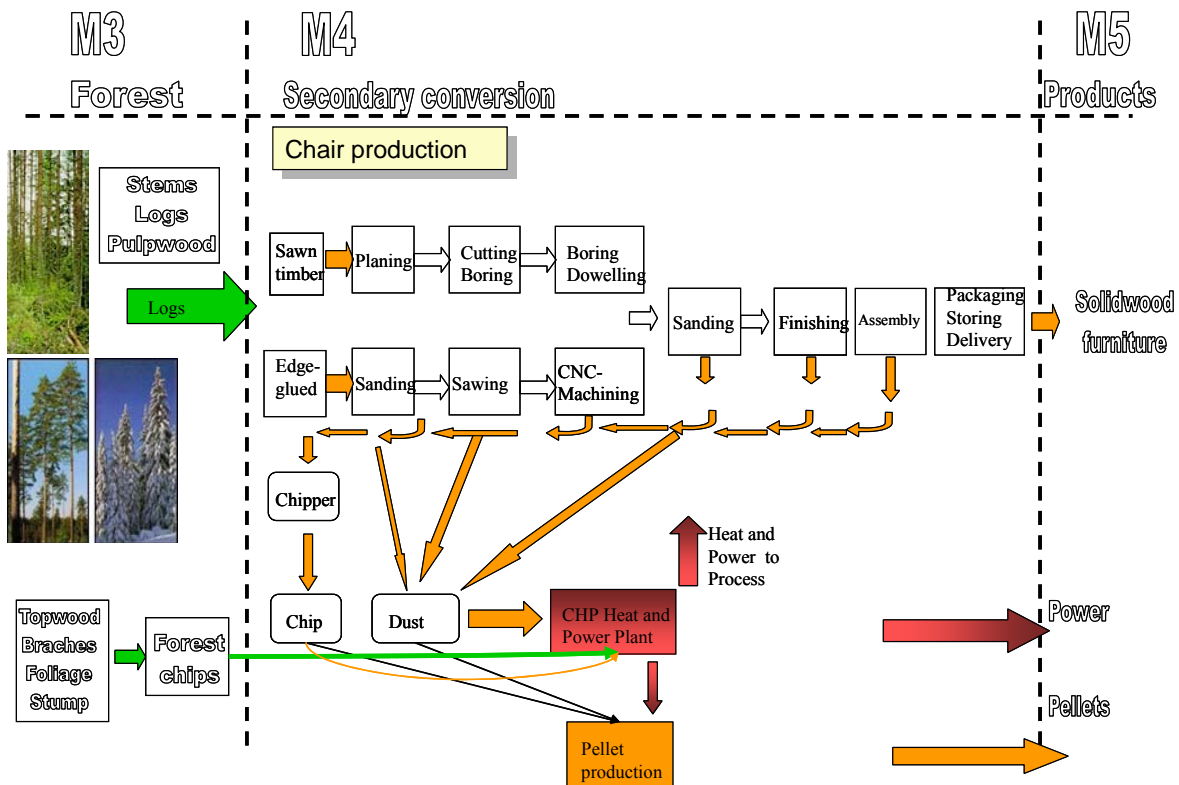 M3
Forest
M4
Secondary conversion
M5
Products
Chair production
Stems
Logs
Pulpwood
Logs
Sawn
timber
Planing
Cutting
Boring
Boring
Dowelling
Sanding
Finishing
Assembly
Packaging
Storing
Delivery
Solidwood
furniture
Edge-
glued
Sanding
Sawing
CNC-
Machining
Chipper
Heat and
Power to
Process
Chip
Dust
CHP Heat and
Power Plant
Power
Topwood
Braches
Foliage
Stump
Forest
chips
Pellets
Pellet
production